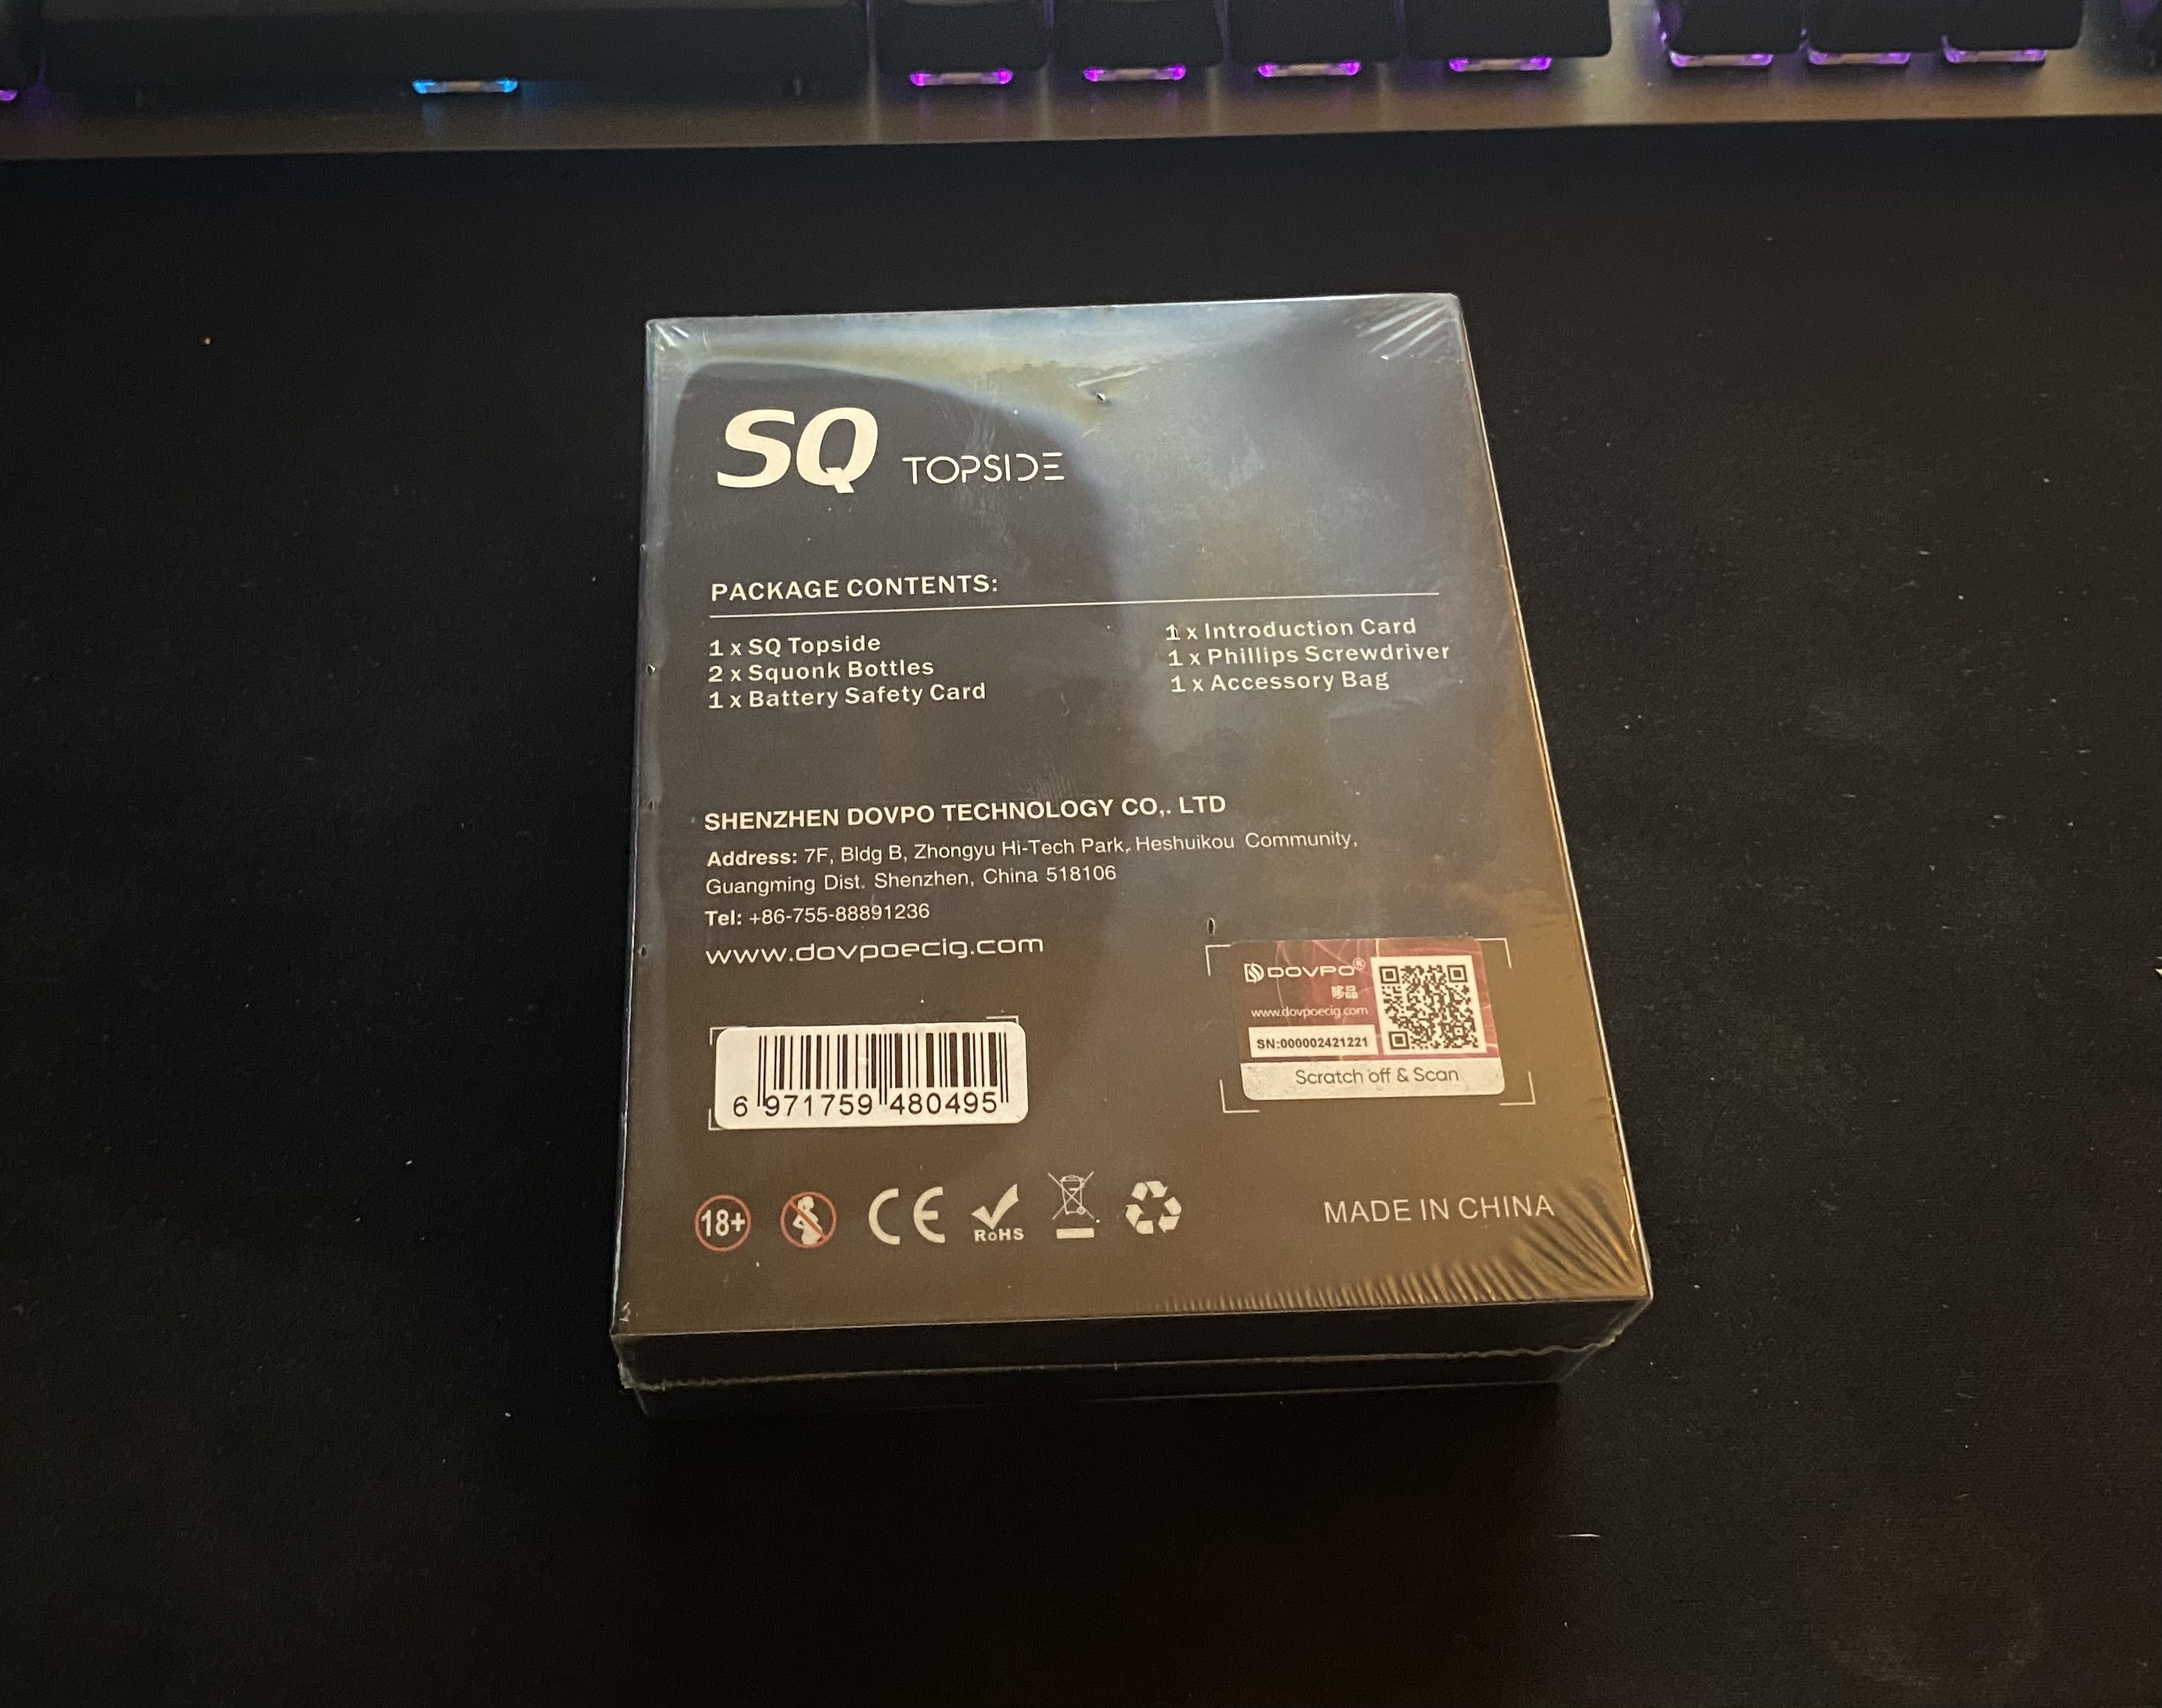 SQ TOPSIDE
PACKAGE CONTENTS:
1 x SQ Topside
2 x Squonk Bottles
1 x Battery Safety Card
1 x Introduction Card
1 x Phillips Screwdriver
1 x Accessory Bag
SHENZHEN DOVPO TECHNOLOGY CO,. LTD
Address: 7F, Bldg B, Zhongyu Hi-Tech Park, Heshuikou Community,
Guangming Dist. Shenzhen, China 518106
Tel: +86-755-88891236
www.dovpoecig.com
6 971759 480495
DOVPO®
哆品
www.dovpoecig.com
SN:000002421221
Scratch off & Scan
18+
CE
RoHS
MADE IN CHINA